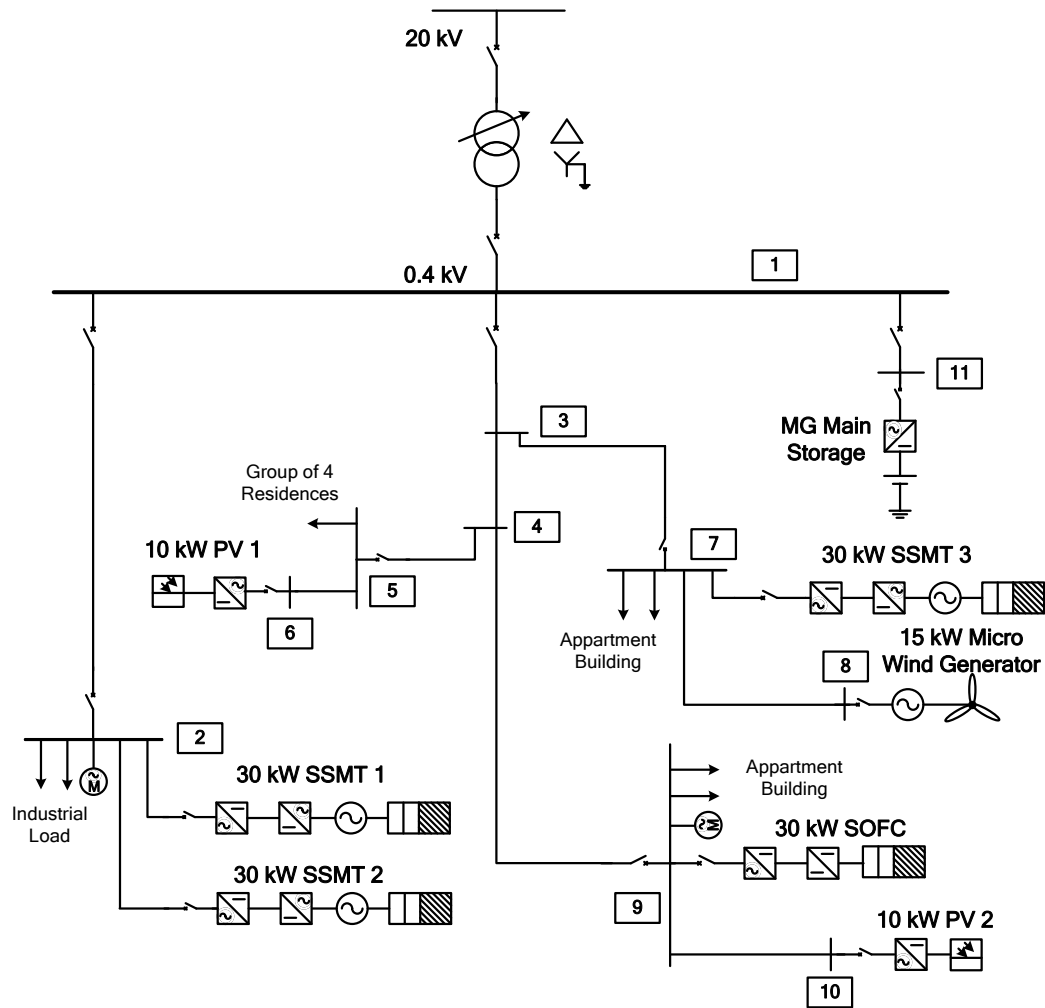 20 kV
0.4 kV
1
11
MG Main
Storage
3
Group of 4
Residences
4
10 kW PV 1
7
30 kW SSMT 3
5
6
Appartment
Building
15 kW Micro
Wind Generator
8
2
M
Industrial
Load
30 kW SSMT 1
Appartment
Building
M
30 kW SOFC
30 kW SSMT 2
9
10 kW PV 2
10